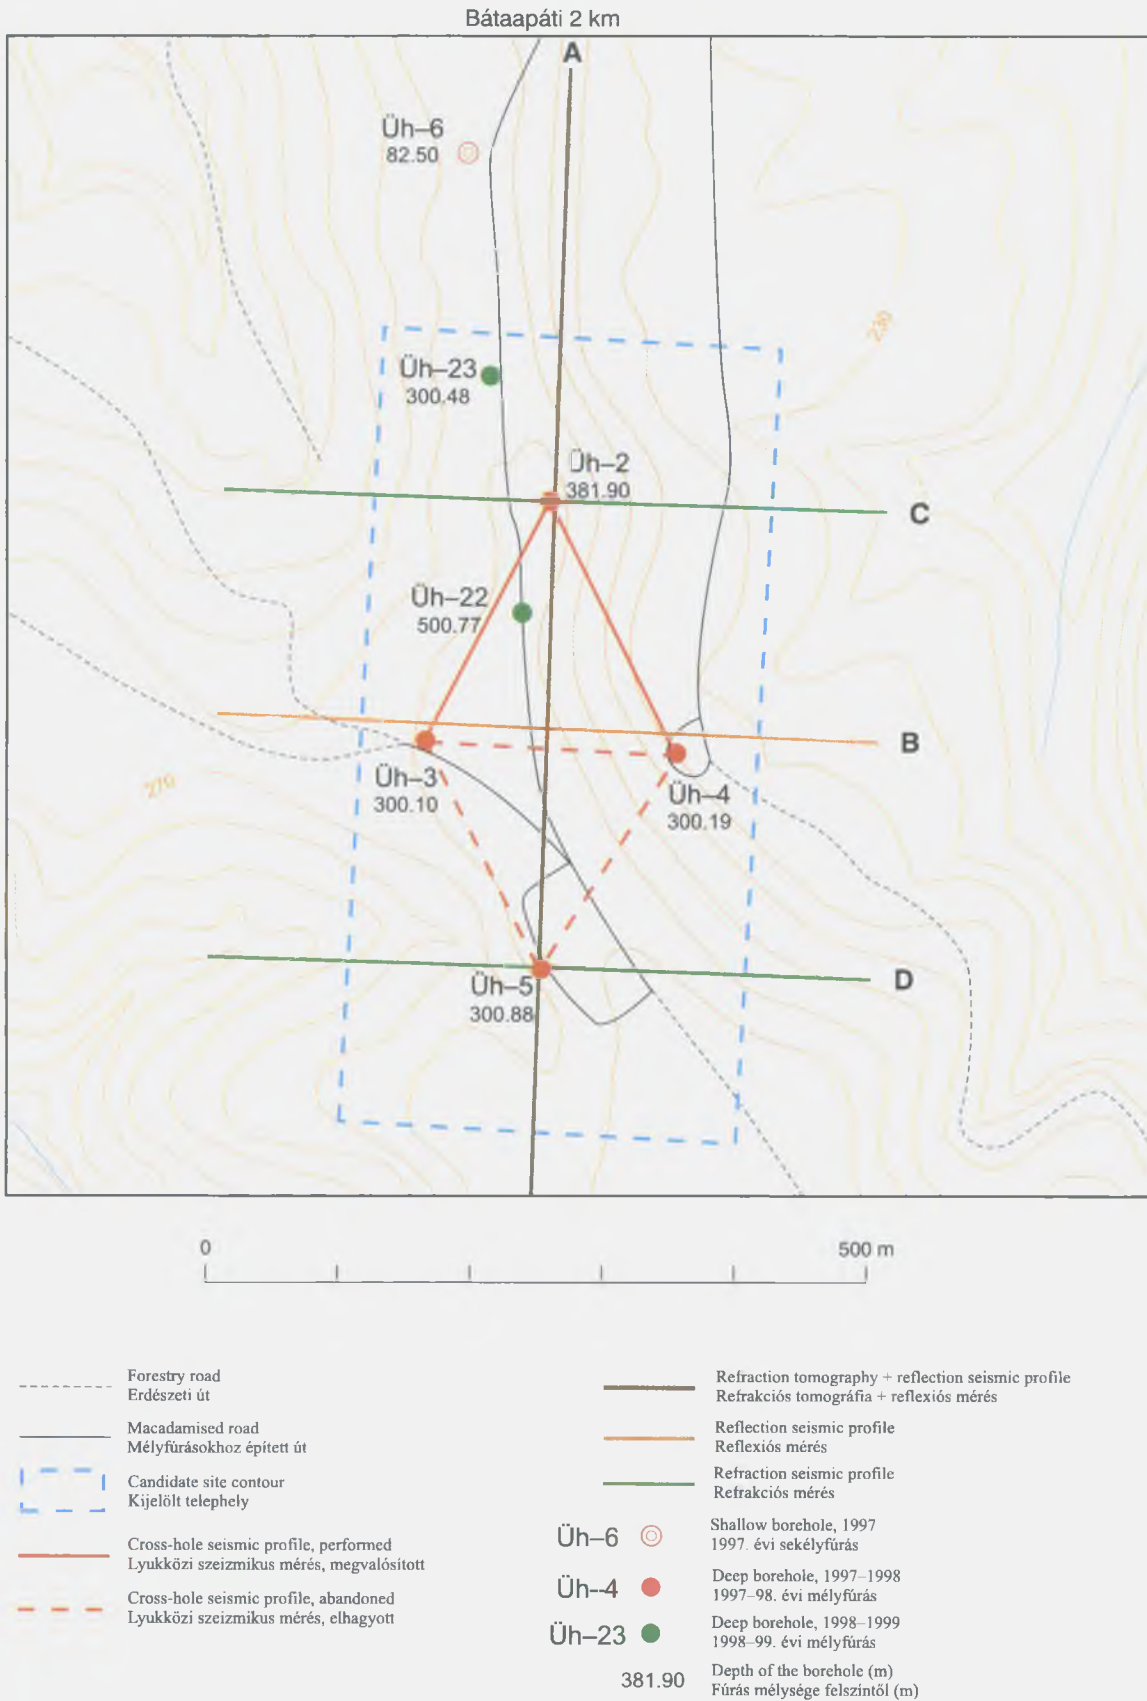 Bátaapáti 2 km
A
Üh–6
82.50
230
Üh–23
300.48
Üh–2
381.90
C
Üh–22
500.77
B
Üh–3
300.10
270
Üh–4
300.19
D
Üh–5
300.88
0
500 m
Forestry road
Erdészeti út
Macadamised road
Mélyfúrásokhoz épített út
Candidate site contour
Kijelölt telephely
Cross-hole seismic profile, performed
Lyukközi szeizmikus mérés, megvalósított
Cross-hole seismic profile, abandoned
Lyukközi szeizmikus mérés, elhagyott
Refraction tomography + reflection seismic profile
Refrakciós tomográfia + reflexiós mérés
Reflection seismic profile
Reflexiós mérés
Refraction seismic profile
Refrakciós mérés
Üh–6
Shallow borehole, 1997
1997. évi sekélyfúrás
Üh--4
Deep borehole, 1997–1998
1997–98. évi mélyfúrás
Üh–23
Deep borehole, 1998–1999
1998–99. évi mélyfúrás
381.90
Depth of the borehole (m)
Fúrás mélysége felszíntől (m)